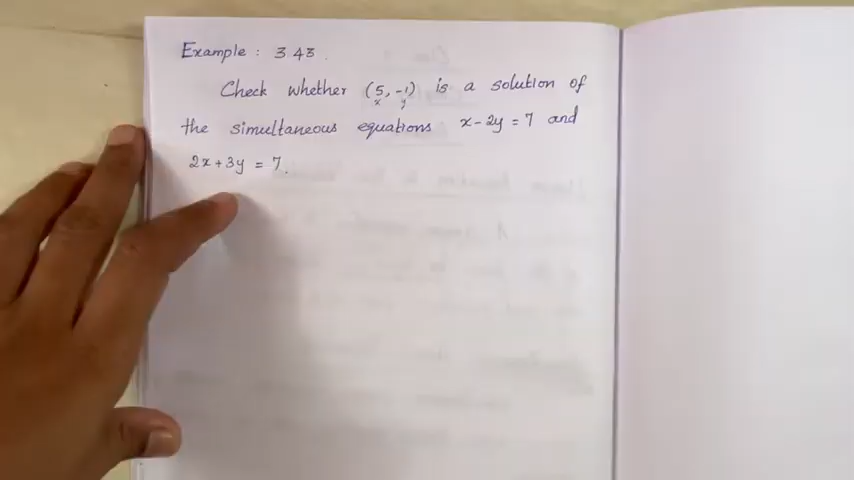 Example : 3.43.
Check whether (5, -1) is a solution of
x y
the simultaneous equations x - 2y = 7 and
2x + 3y = 7.